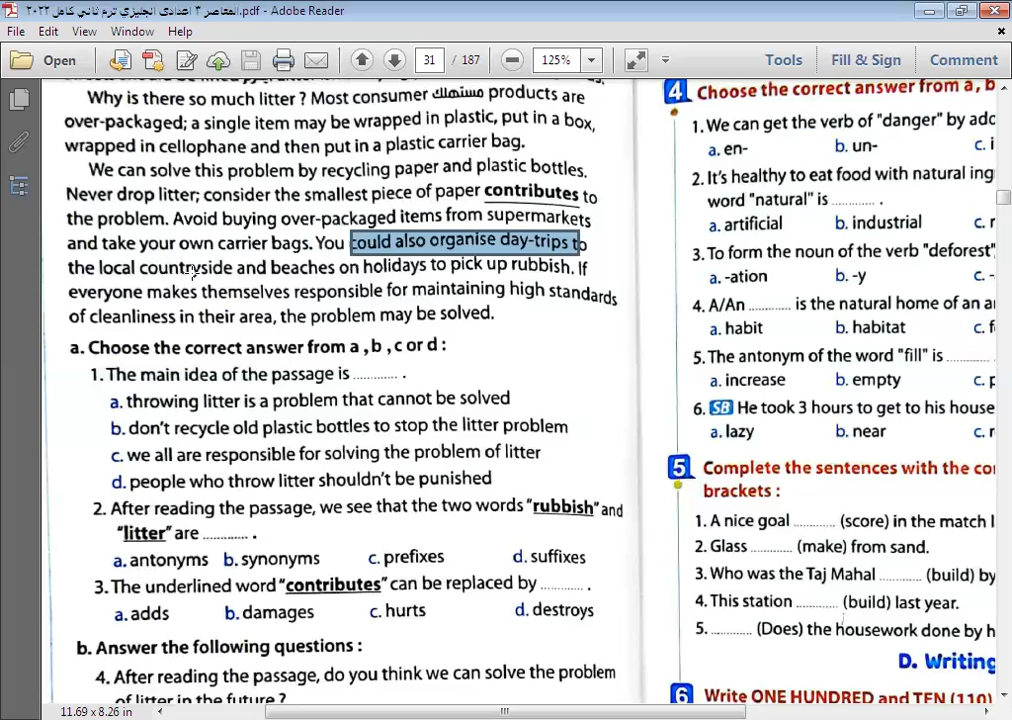 المعاصر ٣ اعدادى انجليزي ترم ثاني كامل ٢٠٢٢.pdf - Adobe Reader
File Edit View Window Help
Open 31 / 187 125% Tools Fill & Sign Comment
Why is there so much litter ? Most consumer مستهلك products are
over-packaged; a single item may be wrapped in plastic, put in a box,
wrapped in cellophane and then put in a plastic carrier bag.
We can solve this problem by recycling paper and plastic bottles.
Never drop litter; consider the smallest piece of paper contributes to
the problem. Avoid buying over-packaged items from supermarkets
and take your own carrier bags. You could also organise day-trips to
the local countryside and beaches on holidays to pick up rubbish. If
everyone makes themselves responsible for maintaining high standards
of cleanliness in their area, the problem may be solved.
a. Choose the correct answer from a , b , c or d :
1. The main idea of the passage is ............ .
a. throwing litter is a problem that cannot be solved
b. don't recycle old plastic bottles to stop the litter problem
c. we all are responsible for solving the problem of litter
d. people who throw litter shouldn't be punished
2. After reading the passage, we see that the two words "rubbish" and
"litter" are ............ .
a. antonyms b. synonyms c. prefixes d. suffixes
3. The underlined word "contributes" can be replaced by ............ .
a. adds b. damages c. hurts d. destroys
b. Answer the following questions :
4. After reading the passage, do you think we can solve the problem
of litter in the future ?
4 Choose the correct answer from a, b
1. We can get the verb of "danger" by add
a. en- b. un- c. i
2. It's healthy to eat food with natural ing
word "natural" is ............ .
a. artificial b. industrial c.
3. To form the noun of the verb "deforest"
a. -ation b. -y c. -
4. A/An ............ is the natural home of an a
a. habit b. habitat c. f
5. The antonym of the word "fill" is ............
a. increase b. empty c. p
6. SB He took 3 hours to get to his house
a. lazy b. near c.
5 Complete the sentences with the co
brackets :
1. A nice goal ............ (score) in the match
2. Glass ............ (make) from sand.
3. Who was the Taj Mahal ............ (build) by
4. This station ............ (build) last year.
5. ............ (Does) the housework done by h
D. Writing
6 Write ONE HUNDRED and TEN (110)
11.69 x 8.26 in